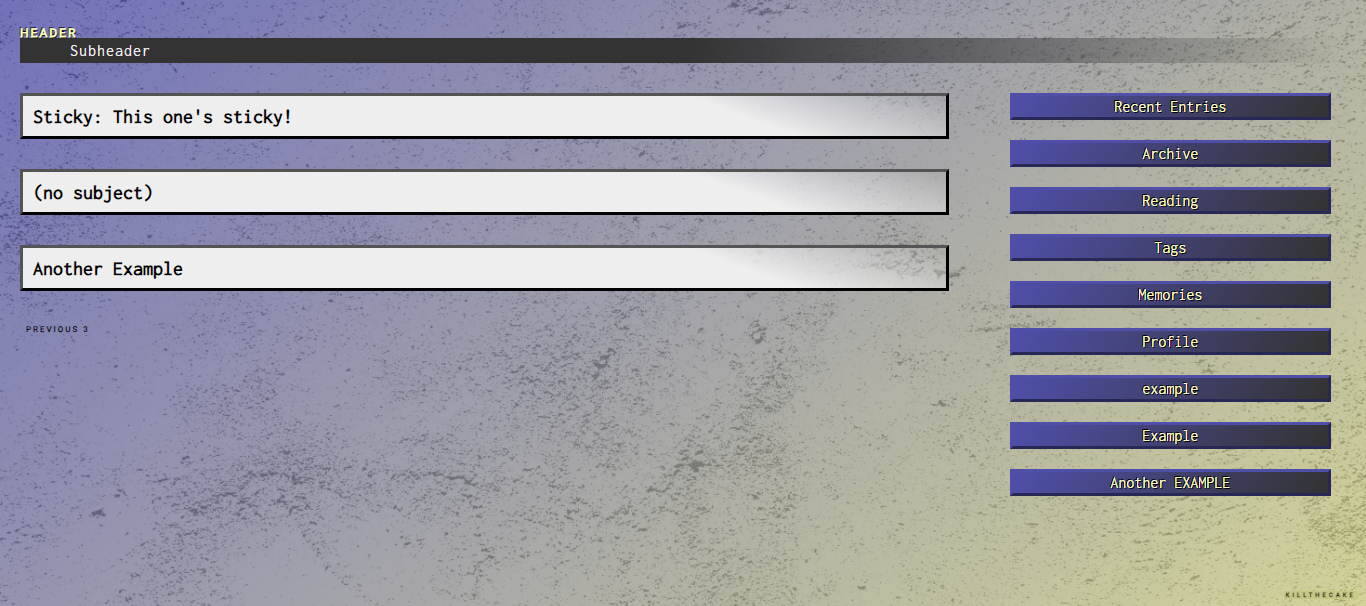 HEADER
Subheader
Sticky: This one's sticky!
(no subject)
Another Example
PREVIOUS 3
Recent Entries
Archive
Reading
Tags
Memories
Profile
example
Example
Another EXAMPLE
KILLTHECAKE